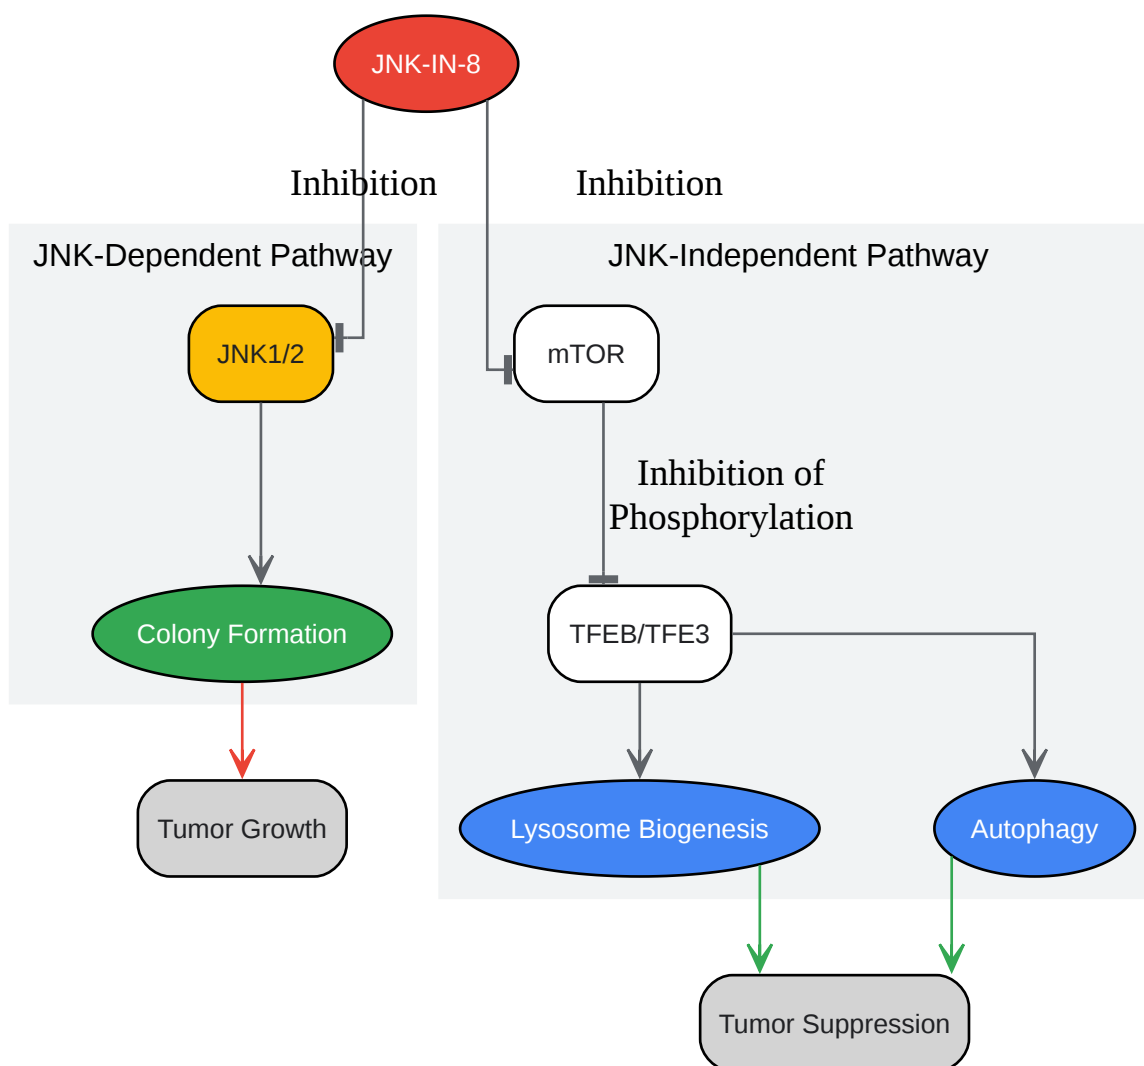 JNK-IN-8
Inhibition
Inhibition
JNK-Dependent Pathway
JNK-Independent Pathway
JNK1/2
mTOR
Inhibition of
Phosphorylation
Colony Formation
TFEB/TFE3
Tumor Growth
Lysosome Biogenesis
Autophagy
Tumor Suppression